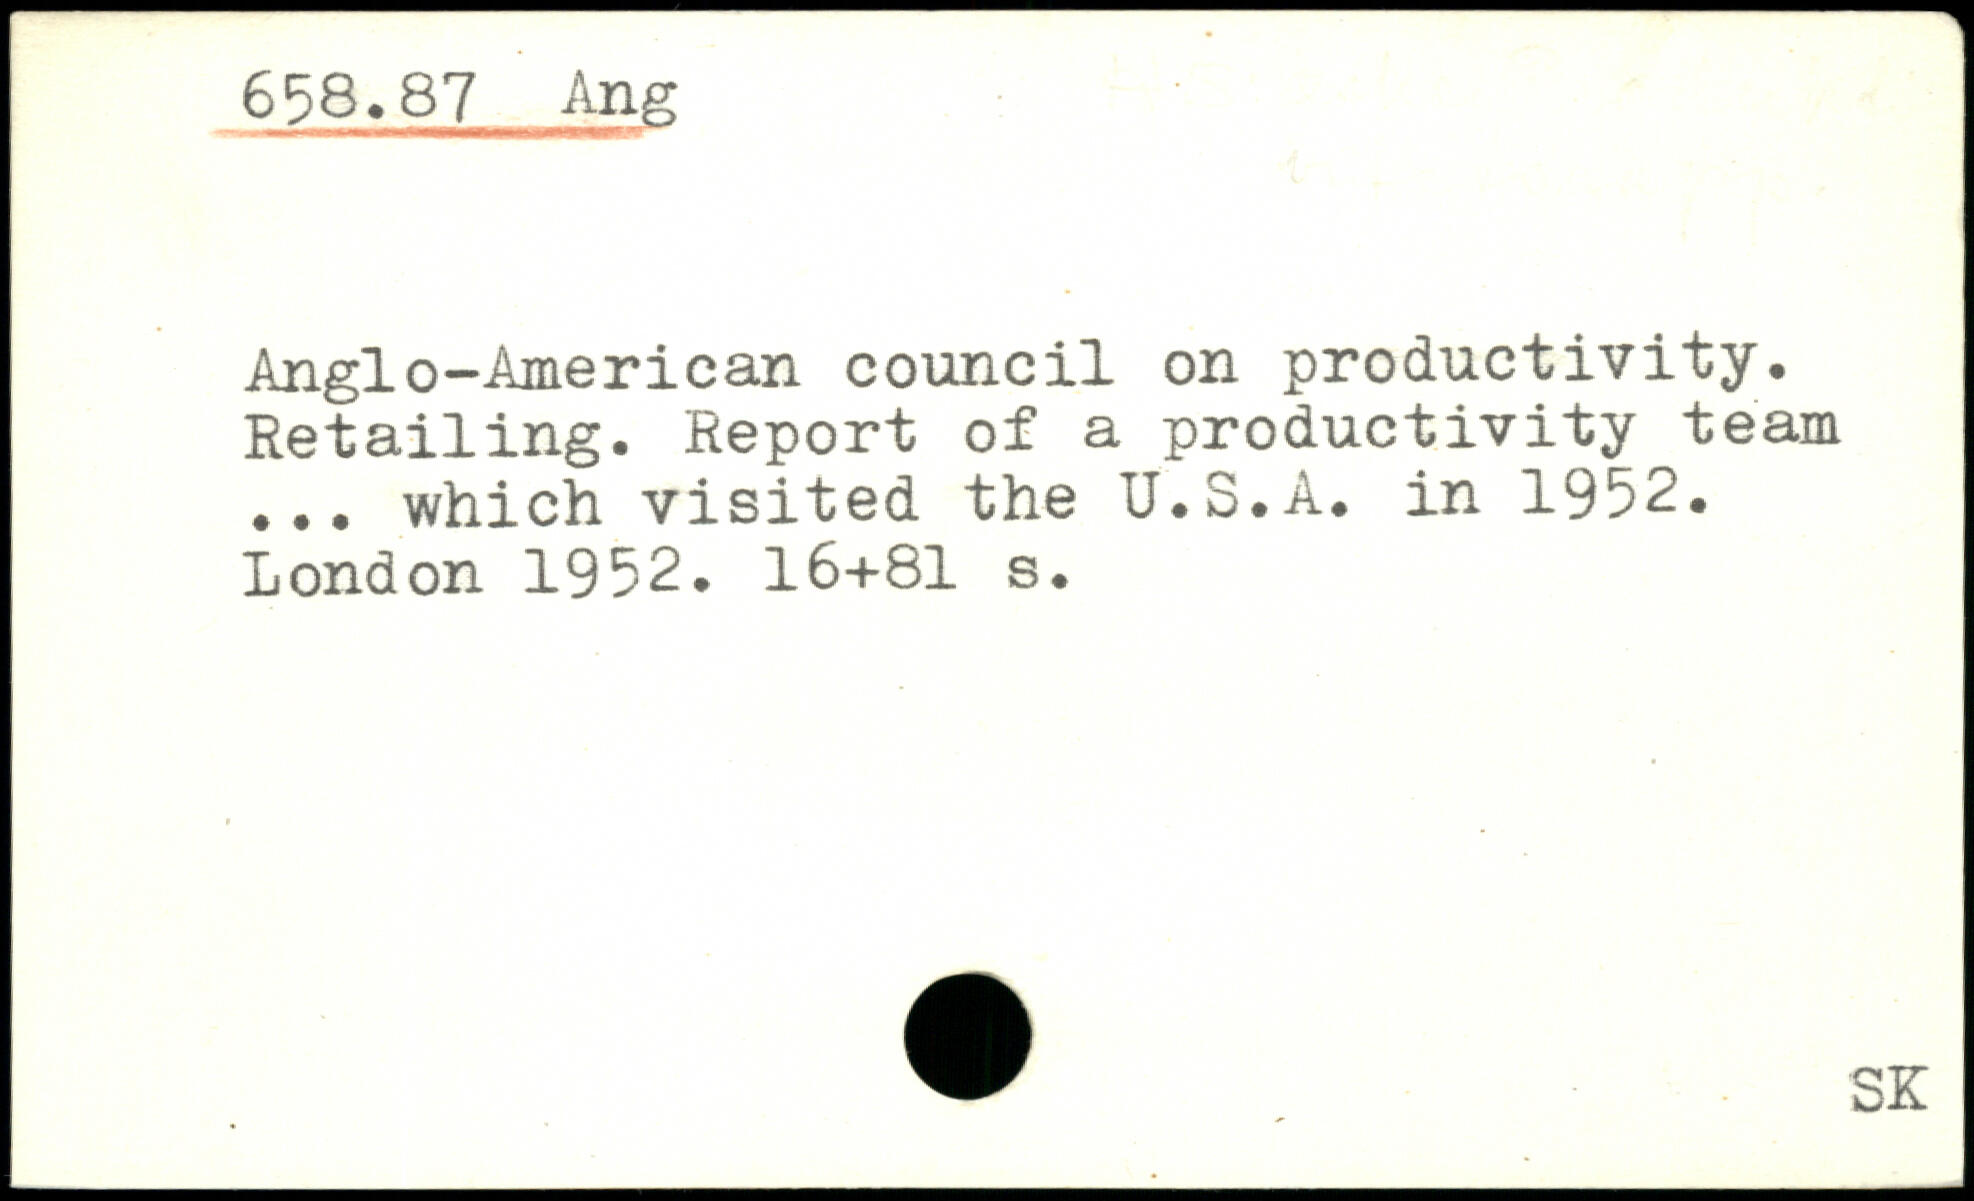 658.87 Ang
Anglo-American council on productivity.
Retailing. Report of a productivity team
... which visited the U.S.A. in 1952.
London 1952. 16+81 s.
SK